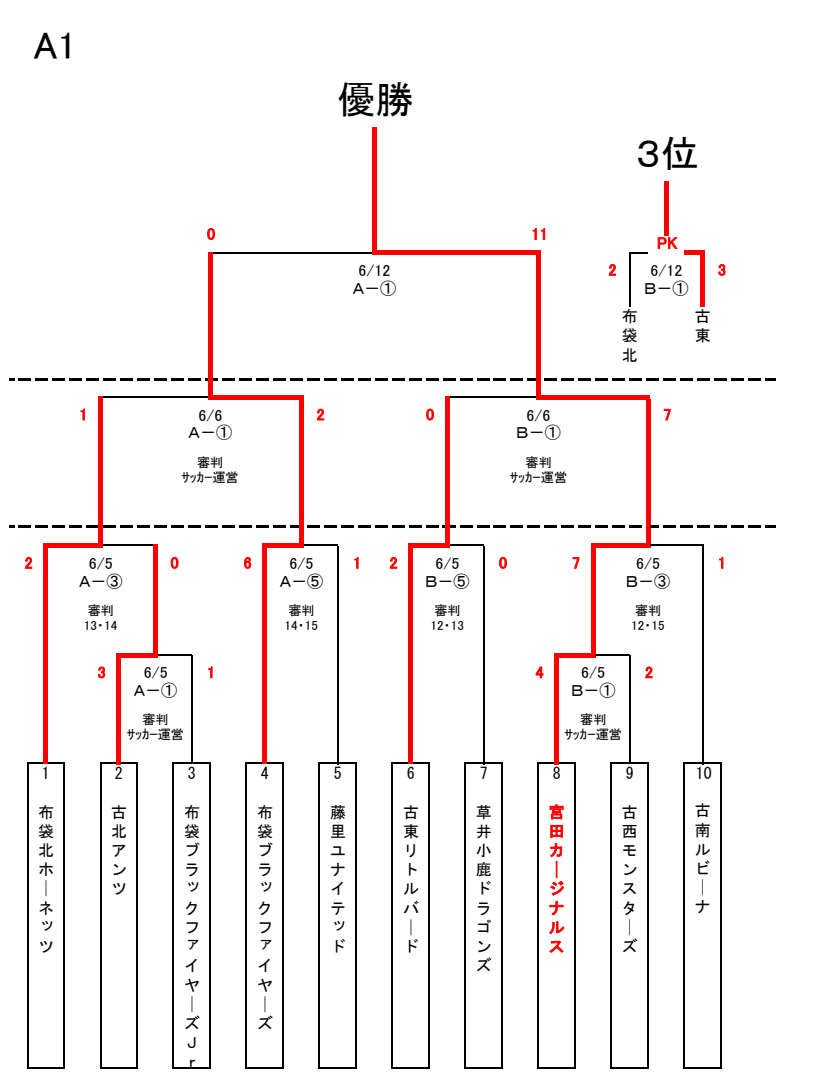 A1
優勝
3位
0
11
PK
6/12
A－①
2
6/12
B－①
3
布袋北
古東
1
6/6
A－①
審判
サッカー運営
2
0
6/6
B－①
審判
サッカー運営
7
2
6/5
A－③
審判
13・14
0
6
6/5
A－⑤
審判
14・15
1
2
6/5
B－⑤
審判
12・13
0
7
6/5
B－③
審判
12・15
1
3
6/5
A－①
審判
サッカー運営
1
4
6/5
B－①
審判
サッカー運営
2
1
布袋北ホーネッツ
2
古北アンツ
3
布袋ブラックファイヤーズJr
4
布袋ブラックファイヤーズ
5
藤里ユナイテッド
6
古東リトルバード
7
草井小鹿ドラゴンズ
8
宮田カージナルス
9
古西モンスターズ
10
古南ルビーナ